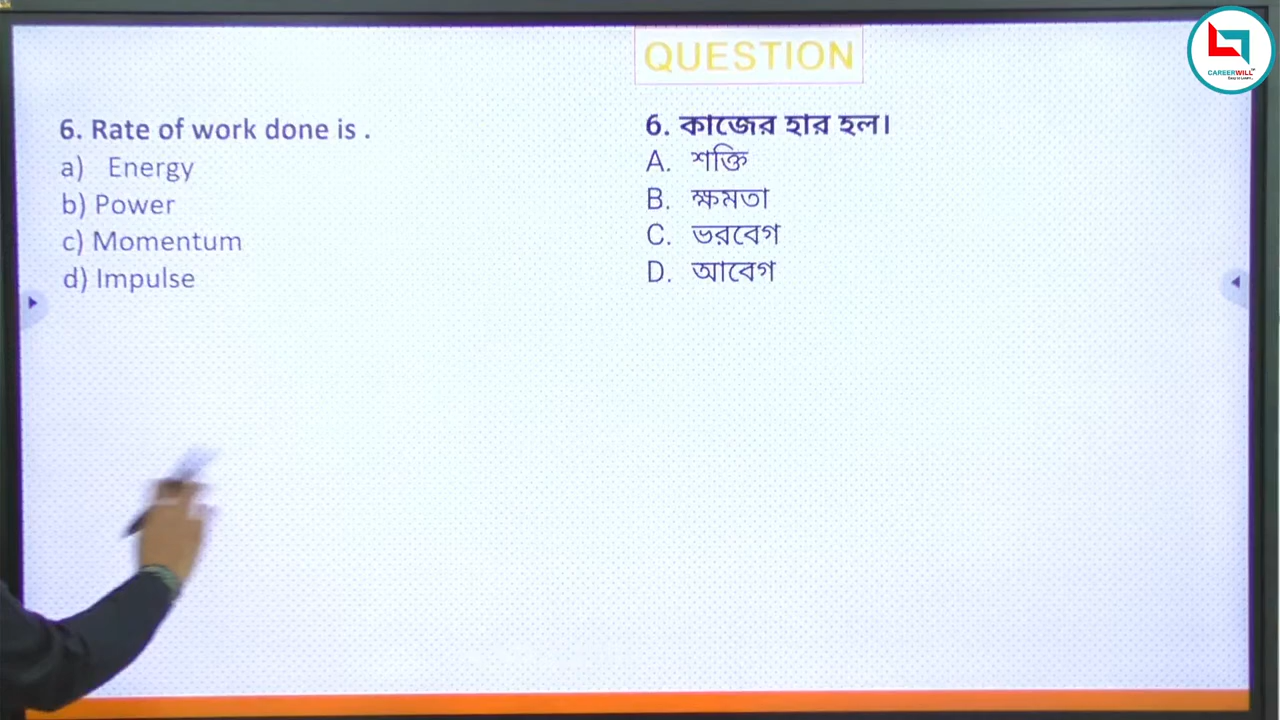 QUESTION
6. Rate of work done is .
a) Energy
b) Power
c) Momentum
d) Impulse
6. কাজের হার হল।
A. শক্তি
B. ক্ষমতা
C. ভরবেগ
D. আবেগ
CAREERWILL